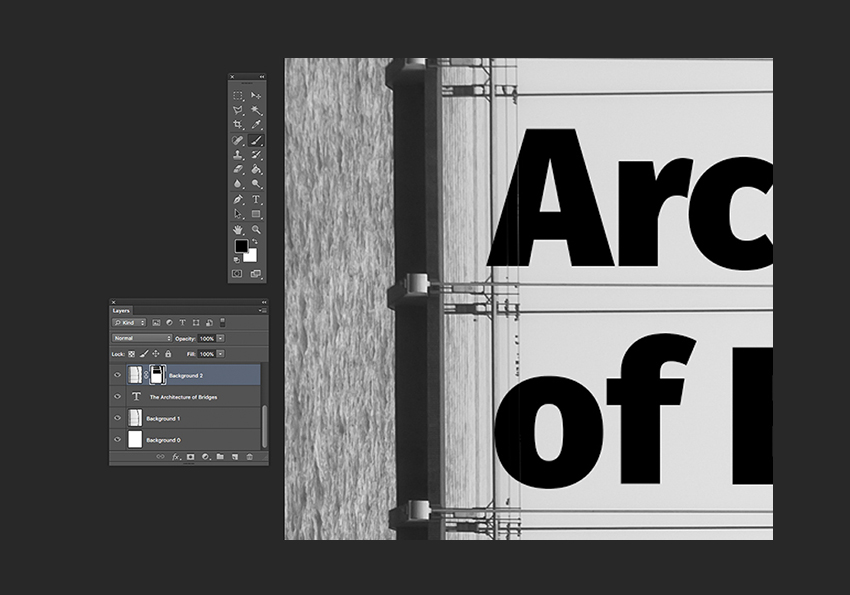 Arc
of
Layers
Kind
Normal
Opacity: 100%
Lock:
Fill: 100%
Background 2
T The Architecture of Bridges
Background 1
Background 0